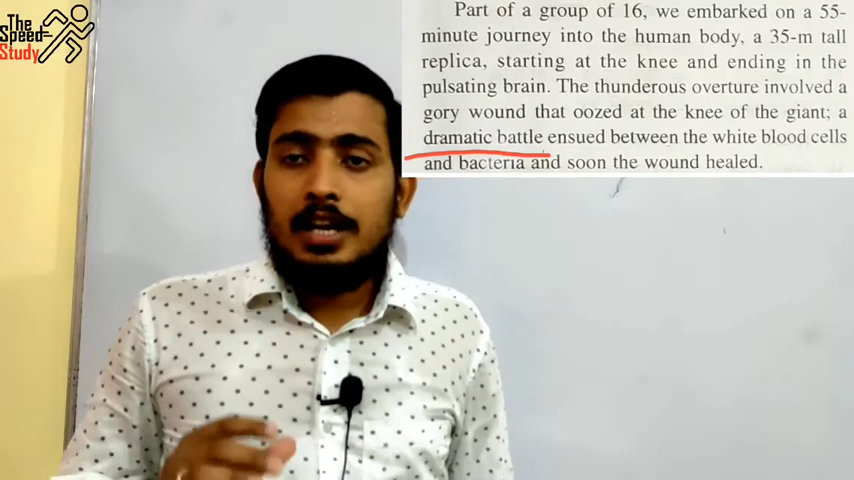 The
Speed
Study
Part of a group of 16, we embarked on a 55-
minute journey into the human body, a 35-m tall
replica, starting at the knee and ending in the
pulsating brain. The thunderous overture involved a
gory wound that oozed at the knee of the giant; a
dramatic battle ensued between the white blood cells
and bacteria and soon the wound healed.